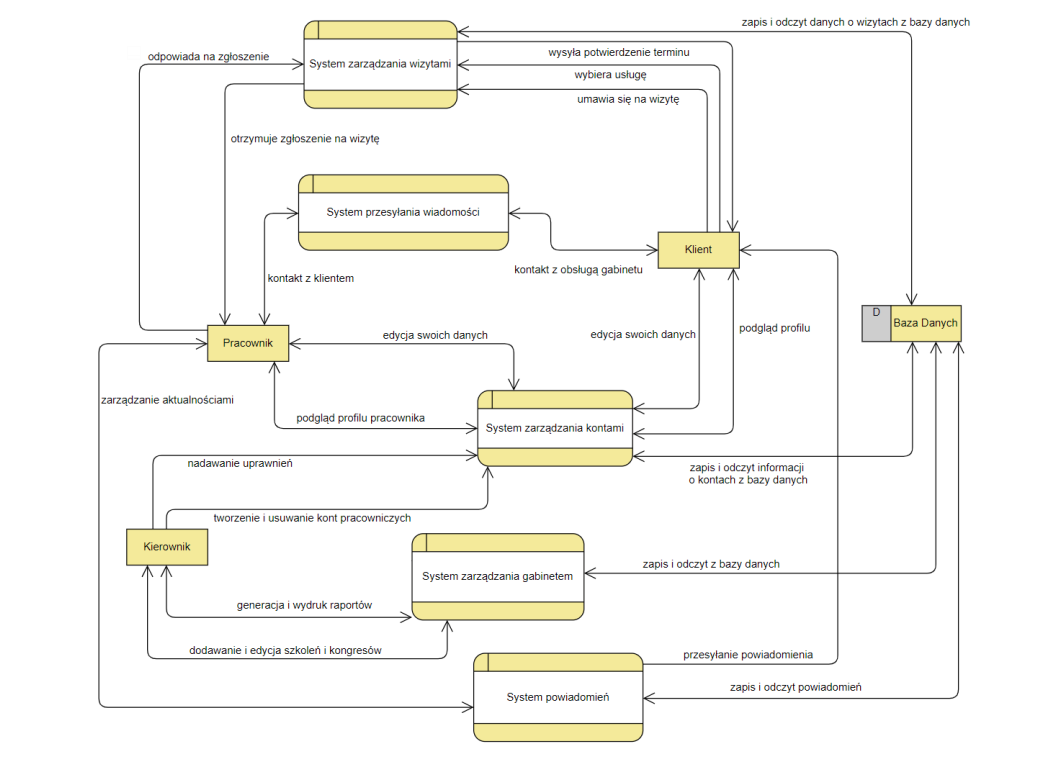 zapis i odczyt danych o wizytach z bazy danych
wysyła potwierdzenie terminu
odpowiada na zgłoszenie
System zarządzania wizytami
wybiera usługę
umawia się na wizytę
otrzymuje zgłoszenie na wizytę
System przesyłania wiadomości
Klient
kontakt z obsługą gabinetu
kontakt z klientem
D
Baza Danych
edycja swoich danych
edycja swoich danych
podgląd profilu
Pracownik
zarządzanie aktualnościami
podgląd profilu pracownika
System zarządzania kontami
nadawanie uprawnień
zapis i odczyt informacji
o kontach z bazy danych
tworzenie i usuwanie kont pracowniczych
Kierownik
System zarządzania gabinetem
zapis i odczyt z bazy danych
generacja i wydruk raportów
dodawanie i edycja szkoleń i kongresów
przesyłanie powiadomienia
zapis i odczyt powiadomień
System powiadomień